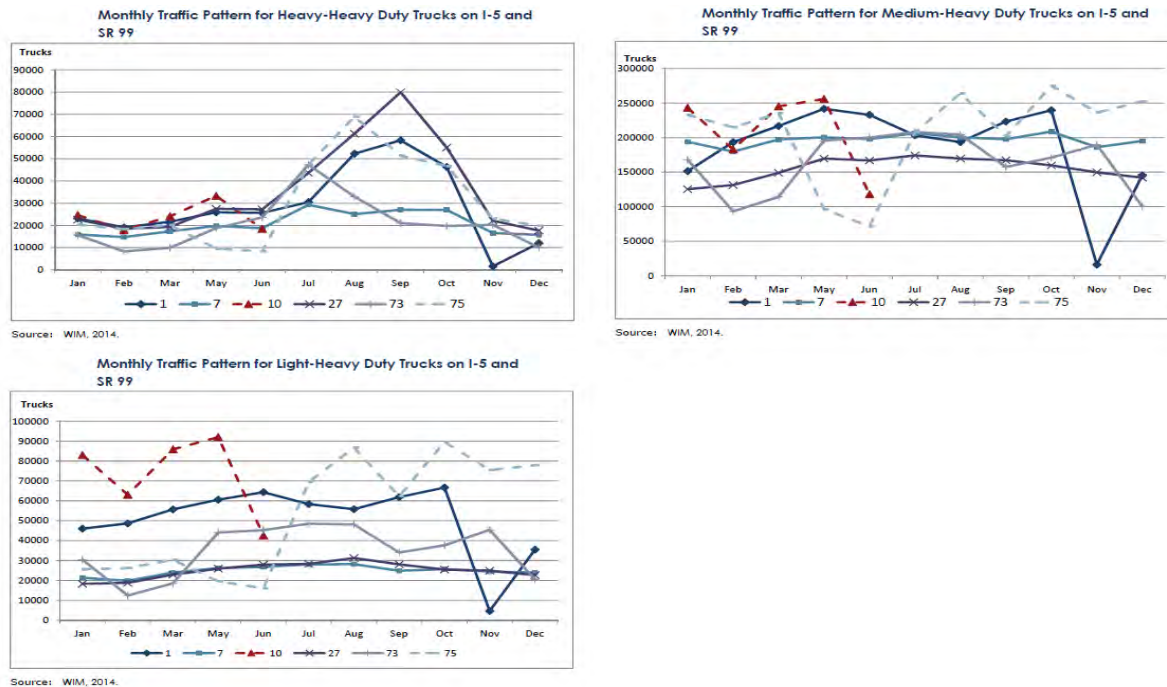 Monthly Traffic Pattern for Heavy-Heavy Duty Trucks on I-5 and
SR 99
Trucks
90000
80000
70000
60000
50000
40000
30000
20000
10000
0
Jan Feb Mar May Jun Jul Aug Sep Oct Nov Dec
1 7 10 27 73 75
Source: WIM, 2014.
Monthly Traffic Pattern for Medium-Heavy Duty Trucks on I-5 and
SR 99
Trucks
300000
250000
200000
150000
100000
50000
0
Jan Feb Mar May Jun Jul Aug Sep Oct Nov Dec
1 7 10 27 73 75
Source: WIM, 2014.
Monthly Traffic Pattern for Light-Heavy Duty Trucks on I-5 and
SR 99
Trucks
100000
90000
80000
70000
60000
50000
40000
30000
20000
10000
0
Jan Feb Mar May Jun Jul Aug Sep Oct Nov Dec
1 7 10 27 73 75
Source: WIM, 2014.